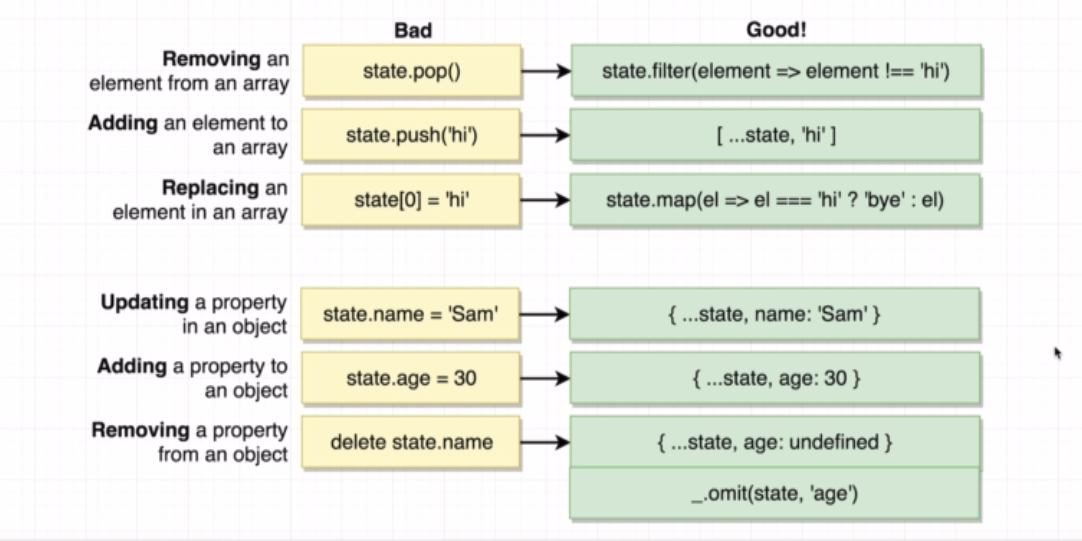 Bad
Good!
Removing an
element from an array
state.pop()
state.filter(element => element !== 'hi')
Adding an element to
an array
state.push('hi')
[ ...state, 'hi' ]
Replacing an
element in an array
state[0] = 'hi'
state.map(el => el === 'hi' ? 'bye' : el)
Updating a property
in an object
state.name = 'Sam'
{ ...state, name: 'Sam' }
Adding a property to
an object
state.age = 30
{ ...state, age: 30 }
Removing a property
from an object
delete state.name
{ ...state, age: undefined }
_.omit(state, 'age')